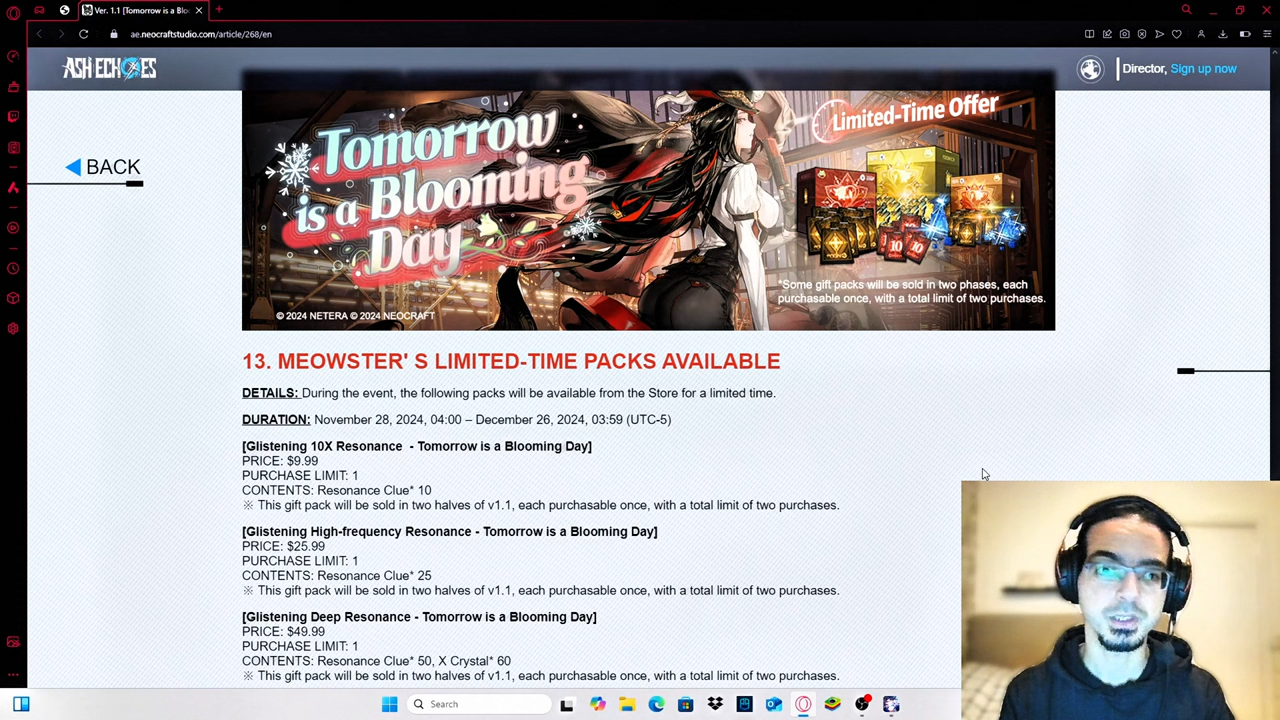 Ver. 1.1 [Tomorrow is a Blo
ae.neocraftstudio.com/article/268/en
ASH ECHOES
Director, Sign up now
BACK
Tomorrow
is a Blooming
Day
Limited-Time Offer
10 10
*Some gift packs will be sold in two phases, each
purchasable once, with a total limit of two purchases.
© 2024 NETERA © 2024 NEOCRAFT
13. MEOWSTER' S LIMITED-TIME PACKS AVAILABLE
DETAILS: During the event, the following packs will be available from the Store for a limited time.
DURATION: November 28, 2024, 04:00 – December 26, 2024, 03:59 (UTC-5)
[Glistening 10X Resonance - Tomorrow is a Blooming Day]
PRICE: $9.99
PURCHASE LIMIT: 1
CONTENTS: Resonance Clue* 10
※ This gift pack will be sold in two halves of v1.1, each purchasable once, with a total limit of two purchases.
[Glistening High-frequency Resonance - Tomorrow is a Blooming Day]
PRICE: $25.99
PURCHASE LIMIT: 1
CONTENTS: Resonance Clue* 25
※ This gift pack will be sold in two halves of v1.1, each purchasable once, with a total limit of two purchases.
[Glistening Deep Resonance - Tomorrow is a Blooming Day]
PRICE: $49.99
PURCHASE LIMIT: 1
CONTENTS: Resonance Clue* 50, X Crystal* 60
※ This gift pack will be sold in two halves of v1.1, each purchasable once, with a total limit of two purchases.
Search